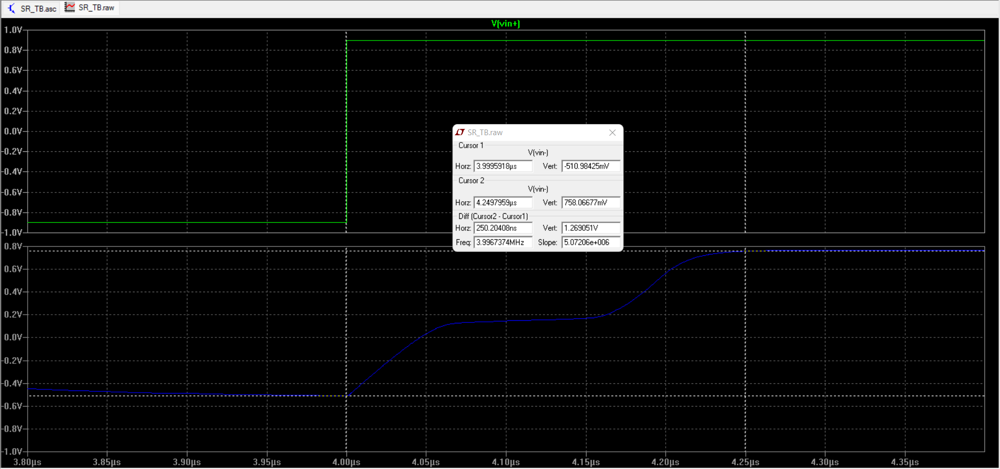 SR_TB.asc
SR_TB.raw
V(vin+)
1.0V
0.8V
0.6V
0.4V
0.2V
0.0V
-0.2V
-0.4V
-0.6V
-0.8V
-1.0V
SR_TB.raw
Cursor 1
V(vin-)
Horz: 3.9995918µs Vert: -510.98425mV
Cursor 2
V(vin-)
Horz: 4.2497959µs Vert: 758.06677mV
Diff (Cursor2 - Cursor1)
Horz: 250.20408ns Vert: 1.269051V
Freq: 3.9967374MHz Slope: 5.07206e+006
0.8V
0.6V
0.4V
0.2V
0.0V
-0.2V
-0.4V
-0.6V
-0.8V
-1.0V
3.80µs 3.85µs 3.90µs 3.95µs 4.00µs 4.05µs 4.10µs 4.15µs 4.20µs 4.25µs 4.30µs 4.35µs